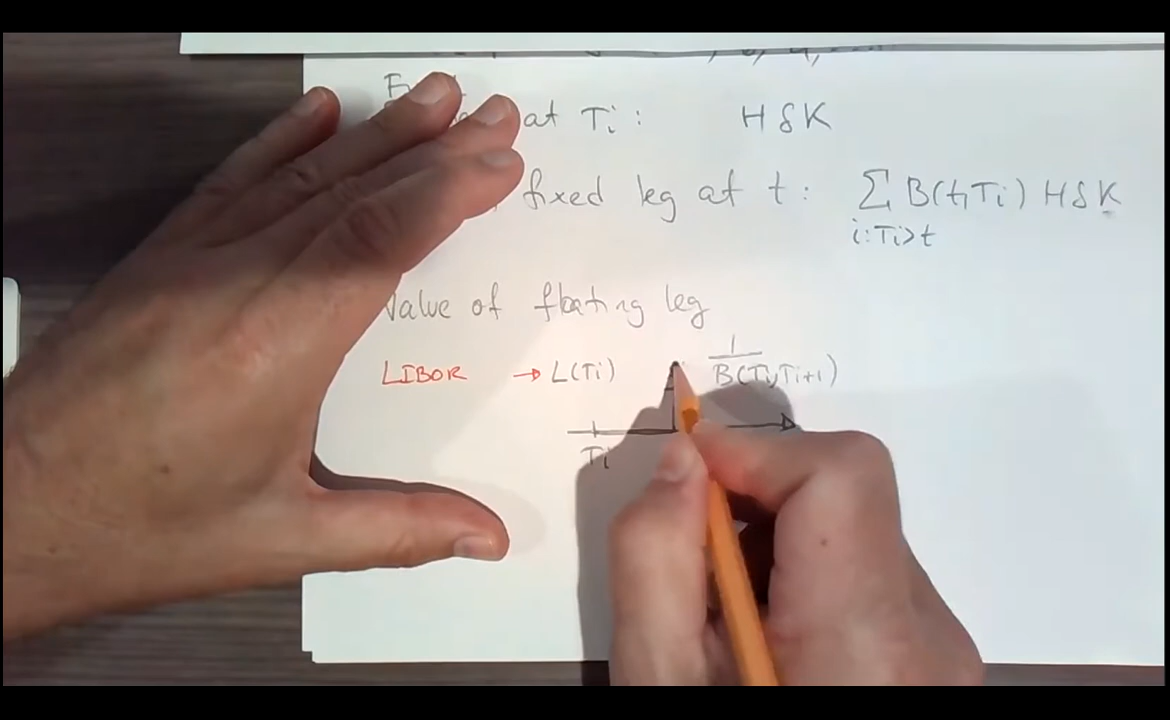 at Ti : H δ K
fixed leg at t : ∑ B(t,Ti) H δ K
i:Ti>t
Value of floating leg
LIBOR → L(Ti) 1
B(Ti,Ti+1)
Ti